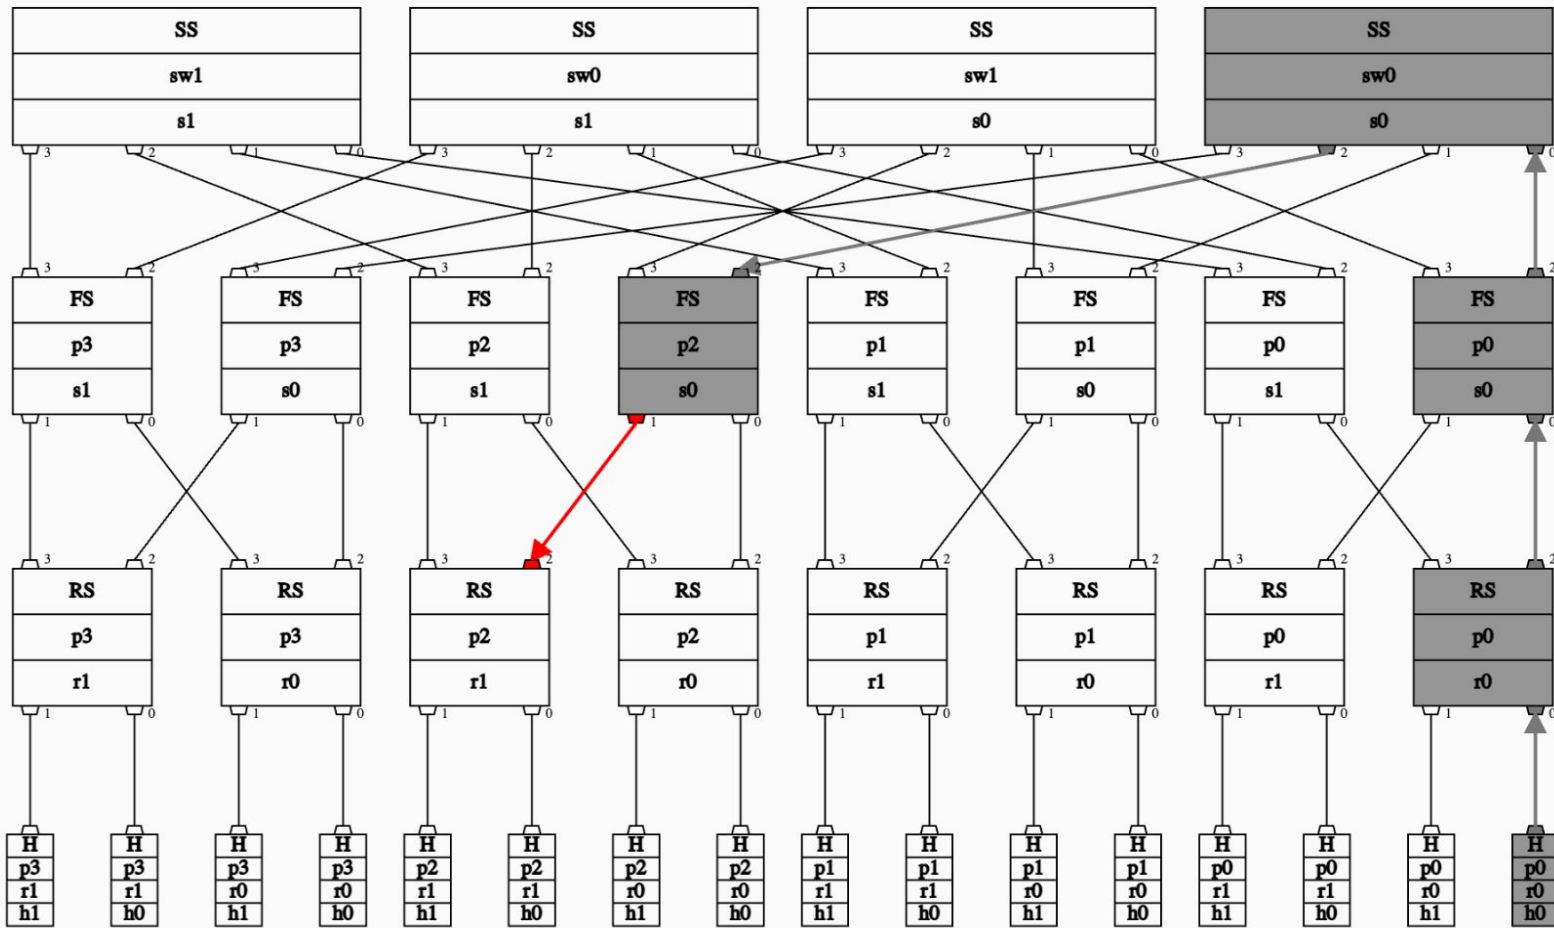 SS SS SS SS
sw1 sw0 sw1 sw0
s1 s1 s0 s0
3 2 1 0 3 2 1 0 3 2 1 0 3 2 1 0
3 2 3 2 3 2 3 2 3 2 3 2 3 2 3 2
FS FS FS FS FS FS FS FS
p3 p3 p2 p2 p1 p1 p0 p0
s1 s0 s1 s0 s1 s0 s1 s0
1 0 1 0 1 0 1 0 1 0 1 0 1 0 1 0
3 2 3 2 3 2 3 2 3 2 3 2 3 2 3 2
RS RS RS RS RS RS RS RS
p3 p3 p2 p2 p1 p1 p0 p0
r1 r0 r1 r0 r1 r0 r1 r0
1 0 1 0 1 0 1 0 1 0 1 0 1 0 1 0
H H H H H H H H H H H H H H H H
p3 p3 p3 p3 p2 p2 p2 p2 p1 p1 p1 p1 p0 p0 p0 p0
r1 r1 r0 r0 r1 r1 r0 r0 r1 r1 r0 r0 r1 r1 r0 r0
h1 h0 h1 h0 h1 h0 h1 h0 h1 h0 h1 h0 h1 h0 h1 h0